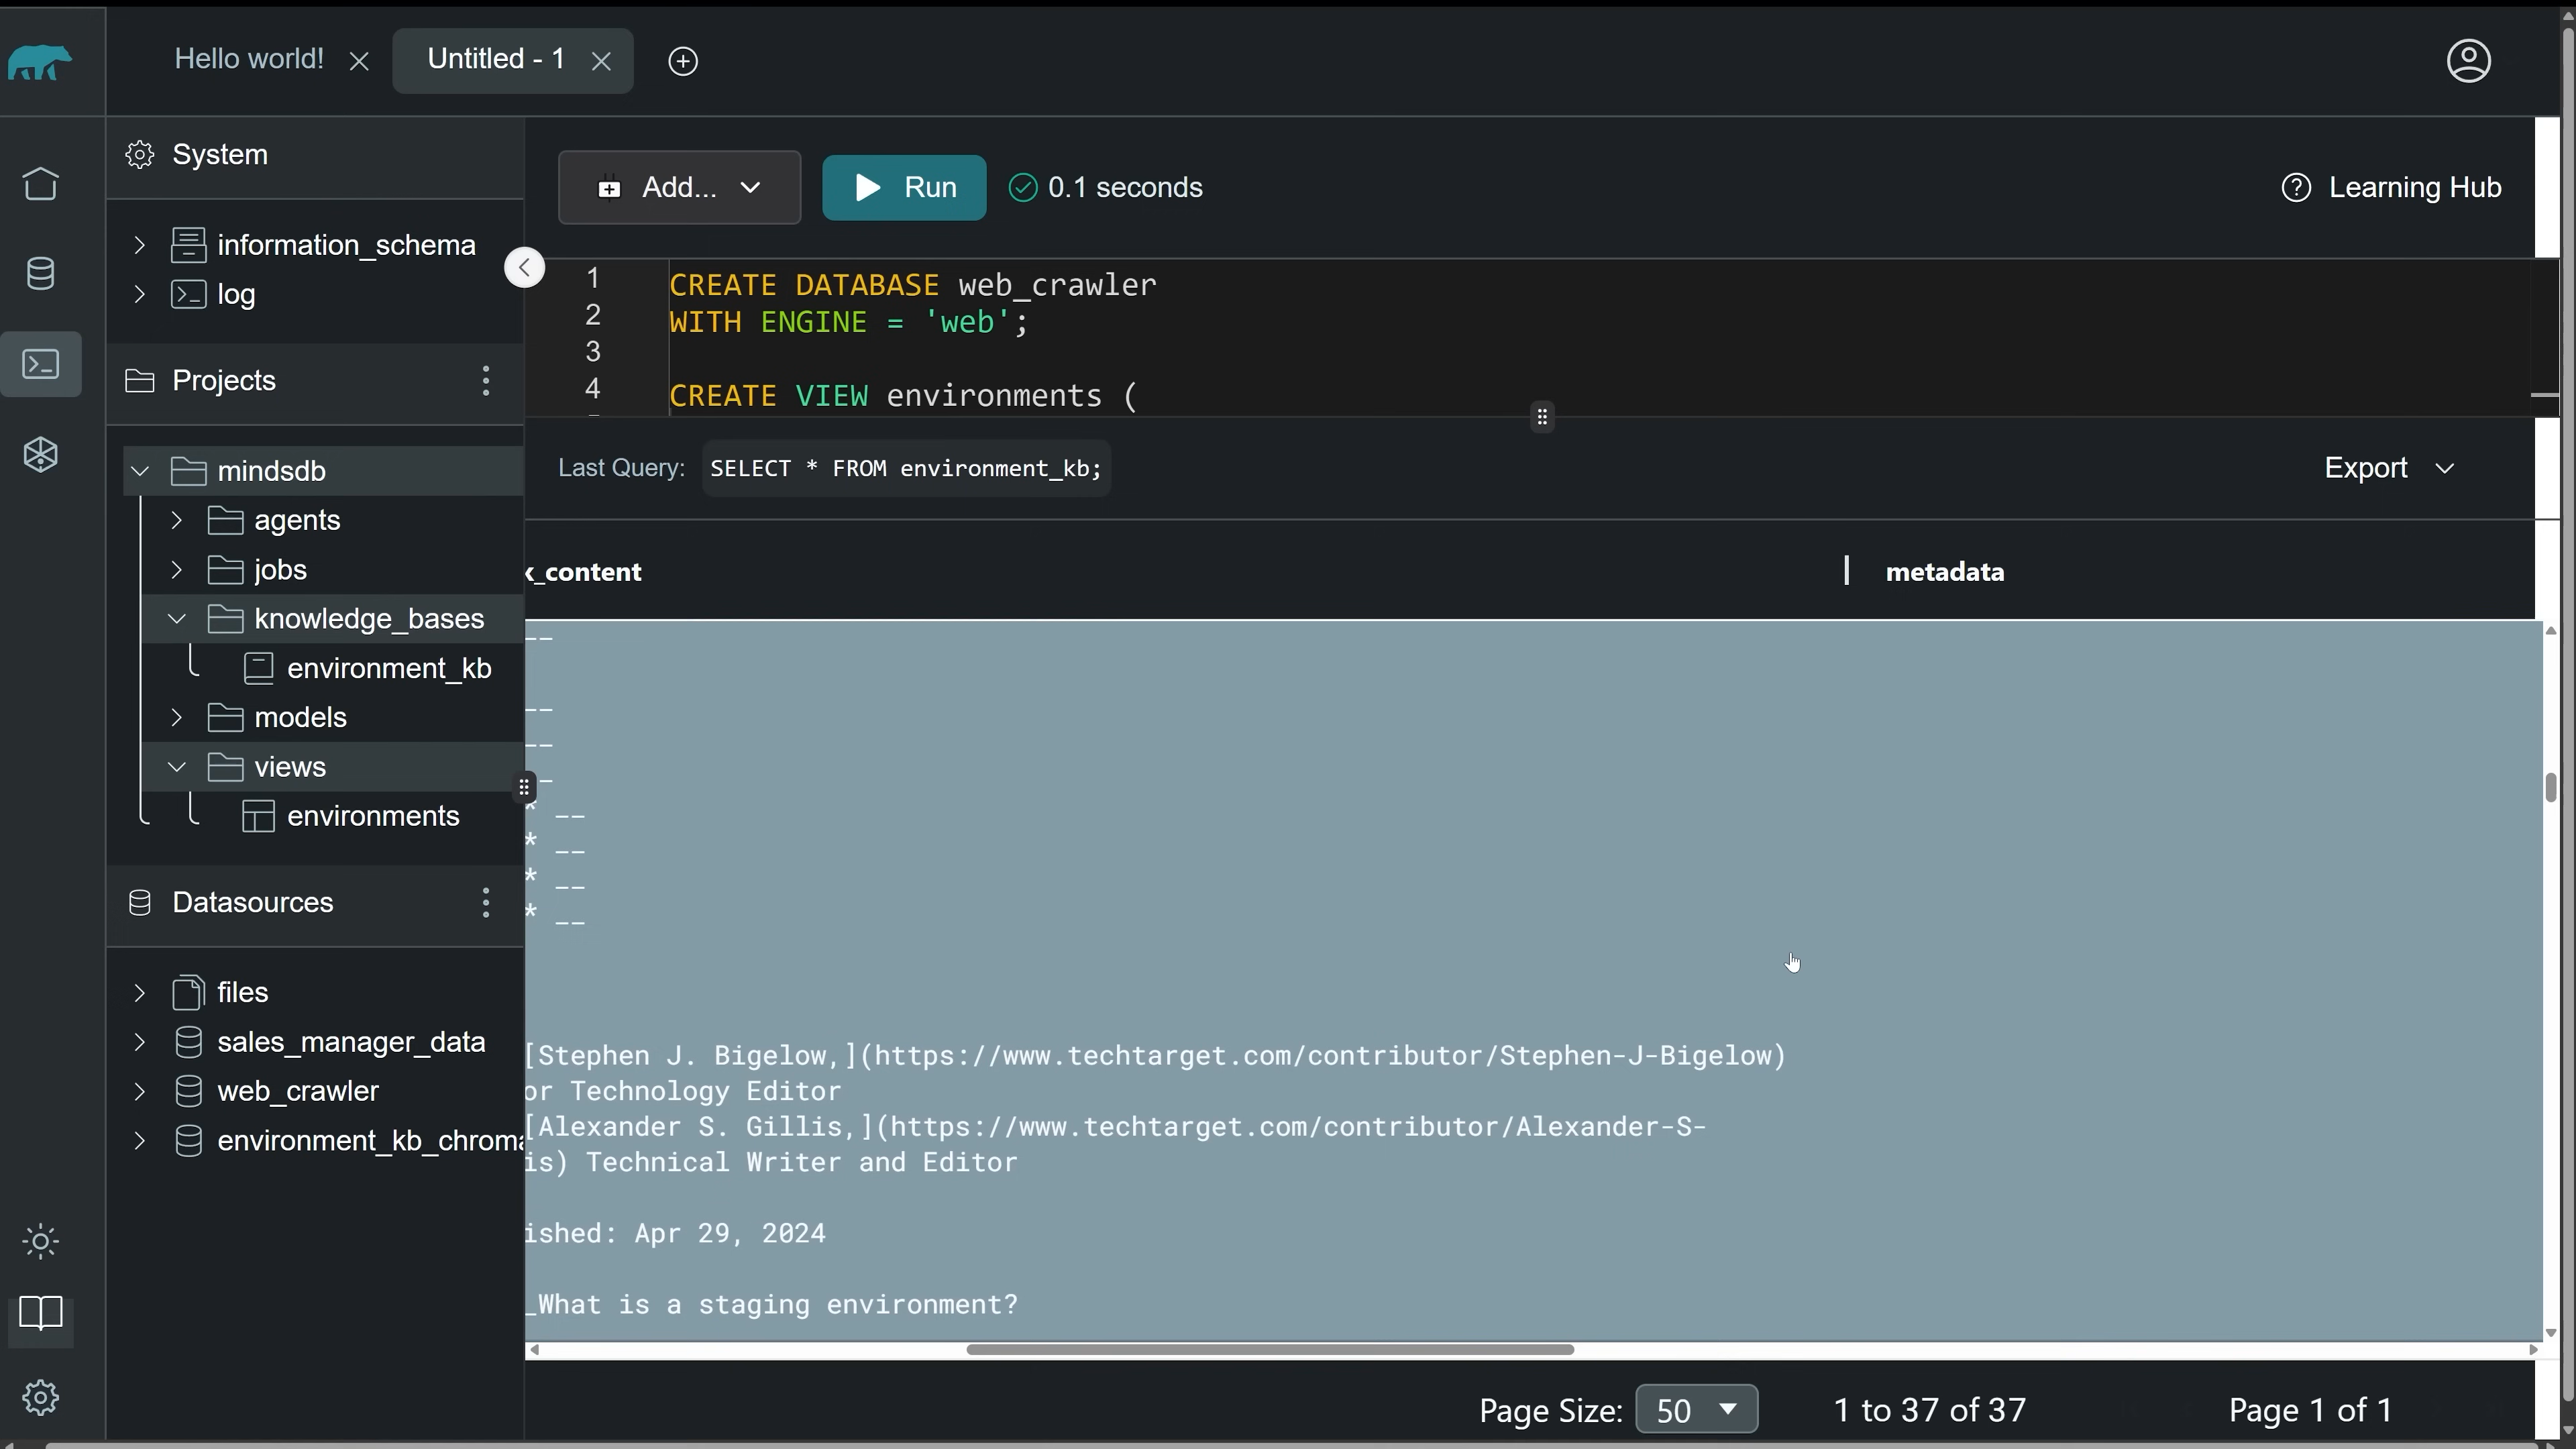 Hello world!
Untitled - 1
System
information_schema
log
Projects
mindsdb
agents
jobs
knowledge_bases
environment_kb
models
views
environments
Datasources
files
sales_manager_data
web_crawler
environment_kb_chroma
Add...
Run
0.1 seconds
Learning Hub
1 CREATE DATABASE web_crawler
2 WITH ENGINE = 'web';
3
4 CREATE VIEW environments (
Last Query: SELECT * FROM environment_kb;
Export
_content
metadata
--
--
--
--
* --
* --
* --
* --
[Stephen J. Bigelow,](https://www.techtarget.com/contributor/Stephen-J-Bigelow)
or Technology Editor
[Alexander S. Gillis,](https://www.techtarget.com/contributor/Alexander-S-
is) Technical Writer and Editor
ished: Apr 29, 2024
_What is a staging environment?
Page Size: 50
1 to 37 of 37
Page 1 of 1